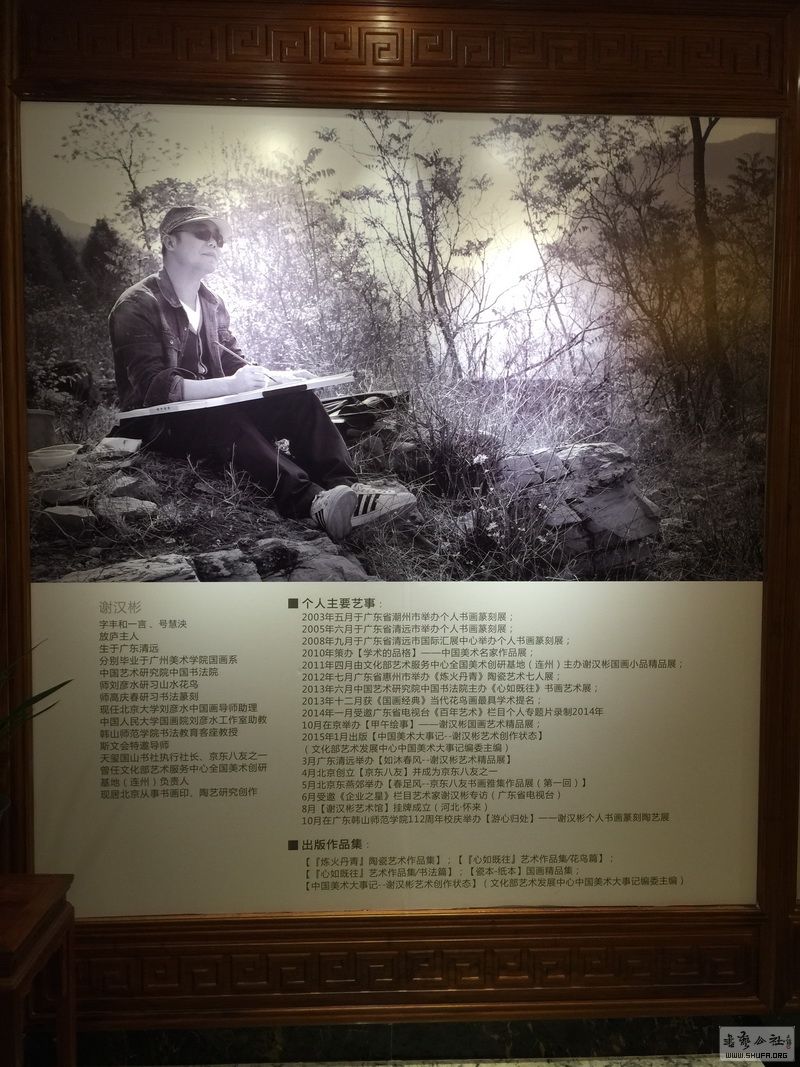 谢汉彬
字丰和一言、号慧泱
放庐主人
生于广东清远
分别毕业于广州美术学院国画系
中国艺术研究院中国书法院
师刘彦水研习山水花鸟
师高庆春研习书法篆刻
现任北京大学刘彦水中国画导师助理
中国人民大学国画院刘彦水工作室助教
韩山师范学院书法教育客座教授
斯文会特邀导师
天玺国山书社执行社长、京东八友之一
曾任文化部艺术服务中心全国美术创研
基地（连州）负责人
现居北京从事书画印、陶艺研究创作
■ 个人主要艺事：
2003年五月于广东省潮州市举办个人书画篆刻展；
2005年六月于广东省清远市举办个人书画篆刻展；
2008年九月于广东省清远市国际汇展中心举办个人书画篆刻展；
2010年策办【学术的品格】——中国美术名家作品展；
2011年四月由文化部艺术服务中心全国美术创研基地（连州）主办谢汉彬国画小品精品展；
2012年七月广东省惠州市举办《炼火丹青》陶瓷艺术七人展；
2013年六月中国艺术研究院中国书法院主办《心如既往》书画艺术展；
2013年十二月获《国画经典》当代花鸟画最具学术提名；
2014年一月受邀广东省电视台《百年艺术》栏目个人专题片录制2014年
10月在京举办【甲午绘事】——谢汉彬国画艺术精品展；
2015年1月出版【中国美术大事记--谢汉彬艺术创作状态】
（文化部艺术发展中心中国美术大事记编委主编）
3月广东清远举办【如沐春风--谢汉彬艺术精品展】
4月北京创立【京东八友】并成为京东八友之一
5月北京东燕郊举办【春足风--京东八友书画雅集作品展（第一回）】
6月受邀《企业之星》栏目艺术家谢汉彬专访（广东省电视台）
8月【谢汉彬艺术馆】挂牌成立（河北·怀来）
10月在广东韩山师范学院112周年校庆举办【游心归处】——谢汉彬个人书画篆刻陶艺展
■ 出版作品集：
【『炼火丹青』陶瓷艺术作品集】；【『心如既往』艺术作品集/花鸟篇】；
【『心如既往』艺术作品集/书法篇】；【瓷本-纸本】国画精品集；
【中国美术大事记--谢汉彬艺术创作状态】（文化部艺术发展中心中国美术大事记编委主编）
书艺公社
WWW.SHUFA.ORG